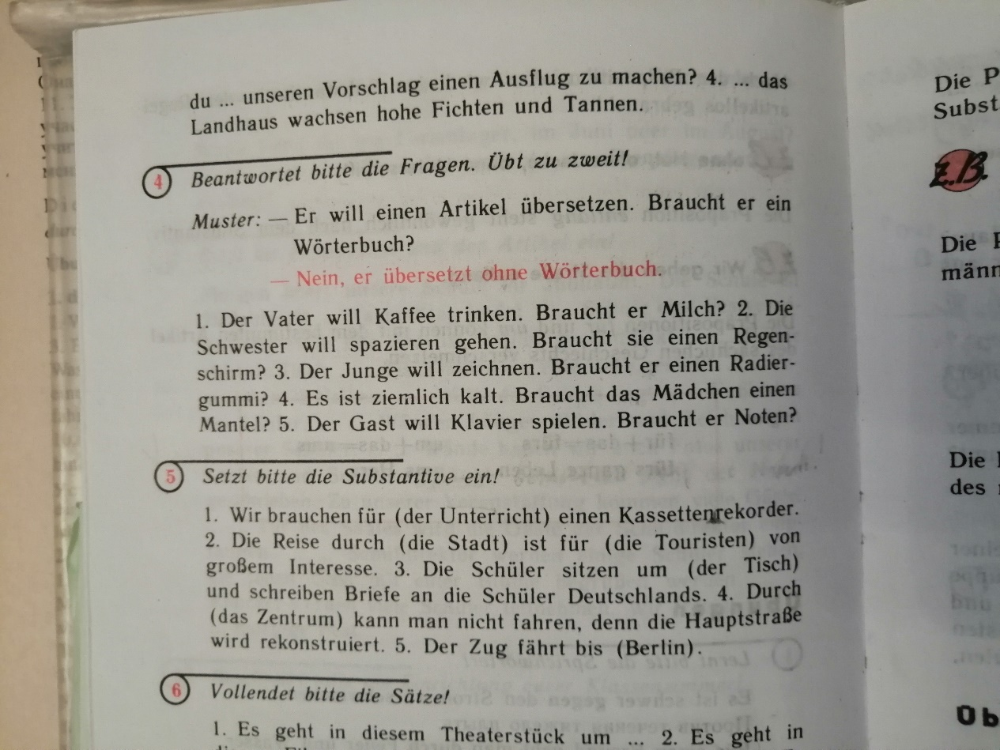 du ... unseren Vorschlag einen Ausflug zu machen? 4. ... das
Landhaus wachsen hohe Fichten und Tannen.
4 Beantwortet bitte die Fragen. Übt zu zweit!
Muster: — Er will einen Artikel übersetzen. Braucht er ein
Wörterbuch?
— Nein, er übersetzt ohne Wörterbuch.
1. Der Vater will Kaffee trinken. Braucht er Milch? 2. Die
Schwester will spazieren gehen. Braucht sie einen Regen-
schirm? 3. Der Junge will zeichnen. Braucht er einen Radier-
gummi? 4. Es ist ziemlich kalt. Braucht das Mädchen einen
Mantel? 5. Der Gast will Klavier spielen. Braucht er Noten?
5 Setzt bitte die Substantive ein!
1. Wir brauchen für (der Unterricht) einen Kassettenrekorder.
2. Die Reise durch (die Stadt) ist für (die Touristen) von
großem Interesse. 3. Die Schüler sitzen um (der Tisch)
und schreiben Briefe an die Schüler Deutschlands. 4. Durch
(das Zentrum) kann man nicht fahren, denn die Hauptstraße
wird rekonstruiert. 5. Der Zug fährt bis (Berlin).
6 Vollendet bitte die Sätze!
1. Es geht in diesem Theaterstück um ... 2. Es geht in
Die P
Subst
z.B.
Die
männ
Die
des
Üb